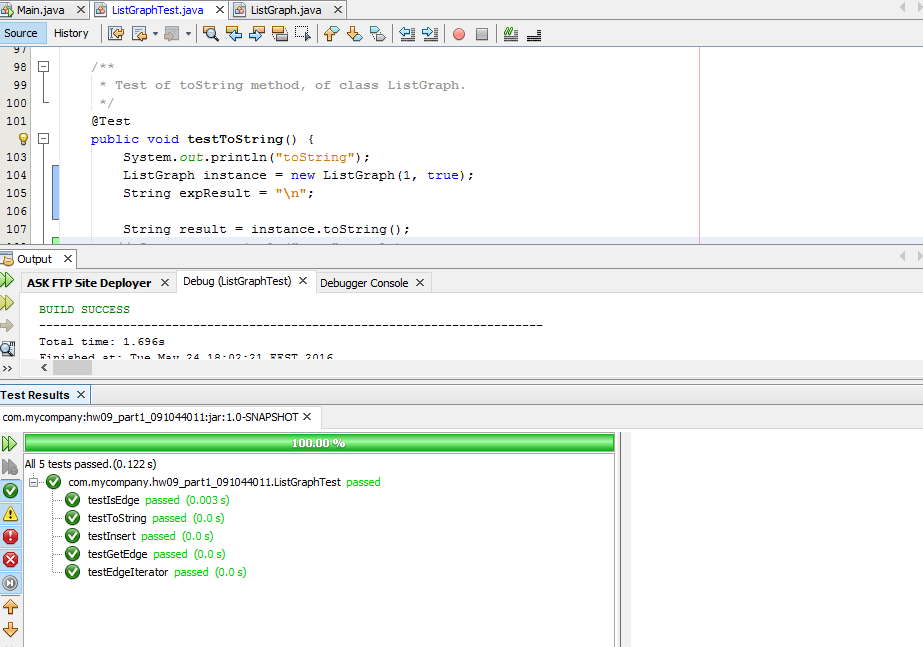 Main.java ListGraphTest.java ListGraph.java
Source History
97
98 /**
99 * Test of toString method, of class ListGraph.
100 */
101 @Test
public void testToString() {
103 System.out.println("toString");
104 ListGraph instance = new ListGraph(1, true);
105 String expResult = "\n";
106
107 String result = instance.toString();
Output
ASK FTP Site Deployer Debug (ListGraphTest) Debugger Console
BUILD SUCCESS
------------------------------------------------------------------------
Total time: 1.696s
Finished at: Tue May 24 18:02:21 EEST 2016
Test Results
com.mycompany:hw09_part1_091044011:jar:1.0-SNAPSHOT
100.00 %
All 5 tests passed.(0.122 s)
com.mycompany.hw09_part1_091044011.ListGraphTest passed
testIsEdge passed (0.003 s)
testToString passed (0.0 s)
testInsert passed (0.0 s)
testGetEdge passed (0.0 s)
testEdgeIterator passed (0.0 s)